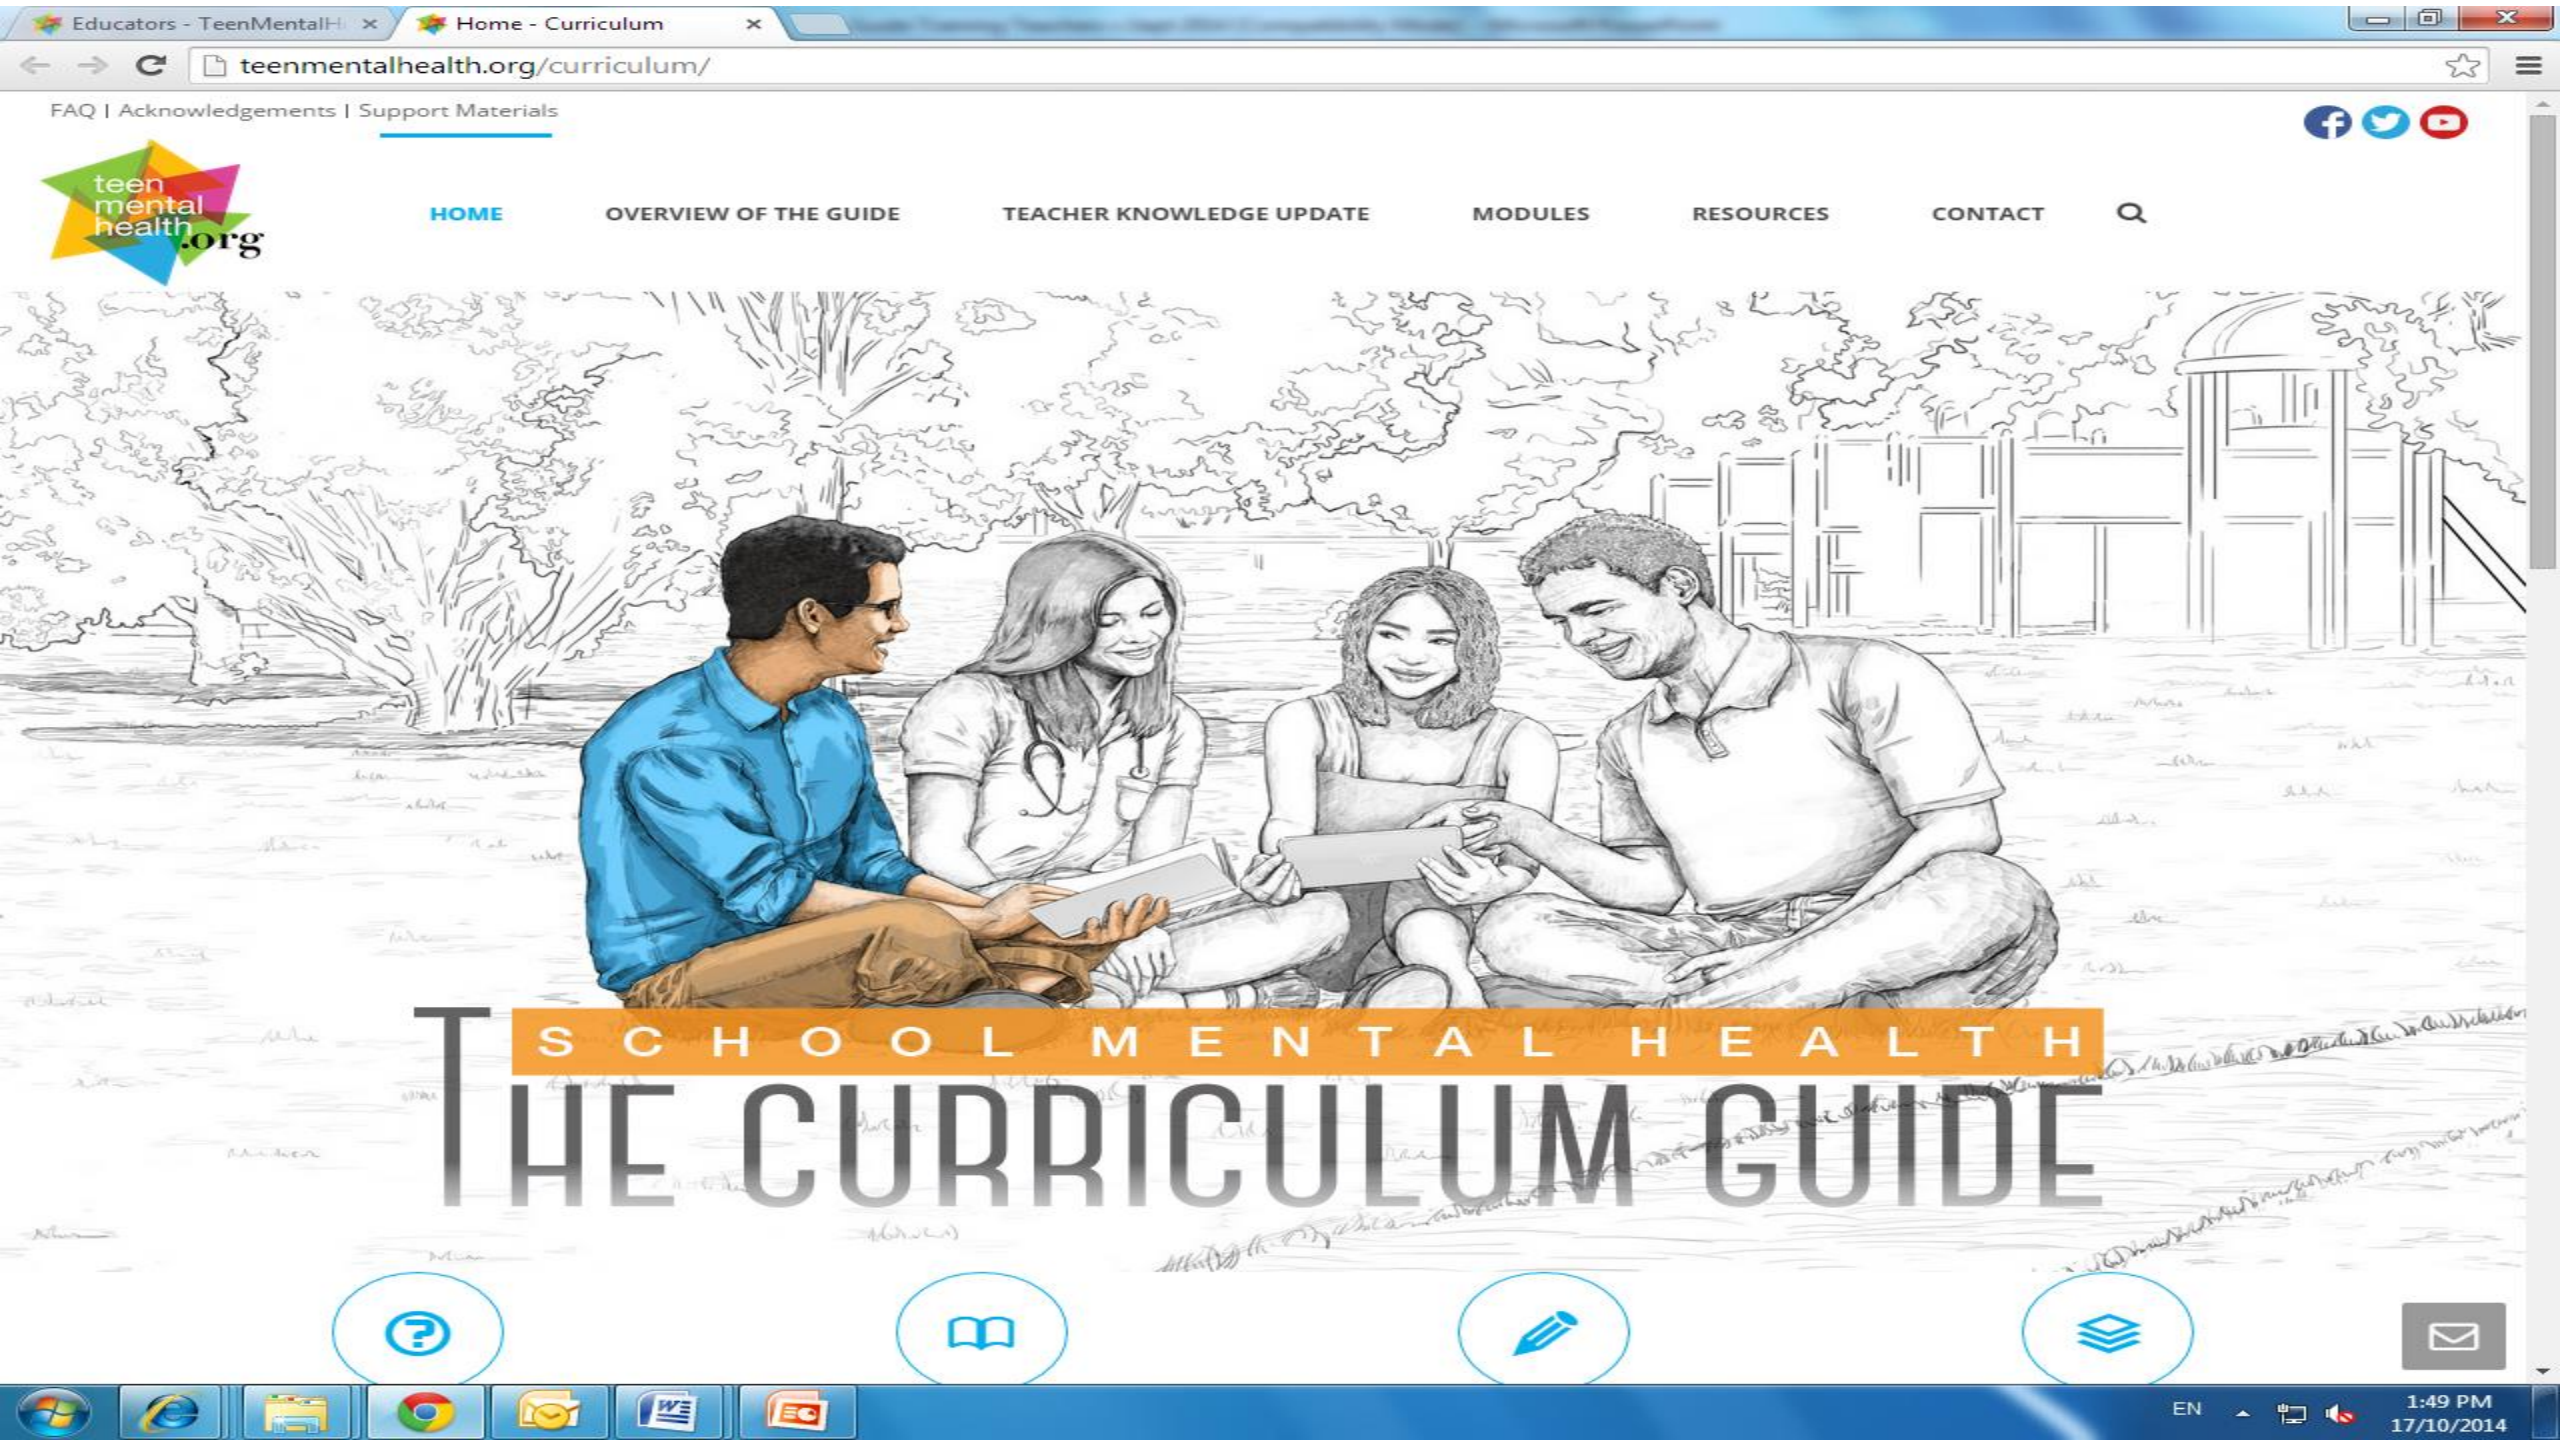 Educators - TeenMentalH
Home - Curriculum
teenmentalhealth.org/curriculum/
FAQ | Acknowledgements | Support Materials
teen
mental
health
.org
HOME
OVERVIEW OF THE GUIDE
TEACHER KNOWLEDGE UPDATE
MODULES
RESOURCES
CONTACT
SCHOOL MENTAL HEALTH
THE CURRICULUM GUIDE
EN
1:49 PM
17/10/2014